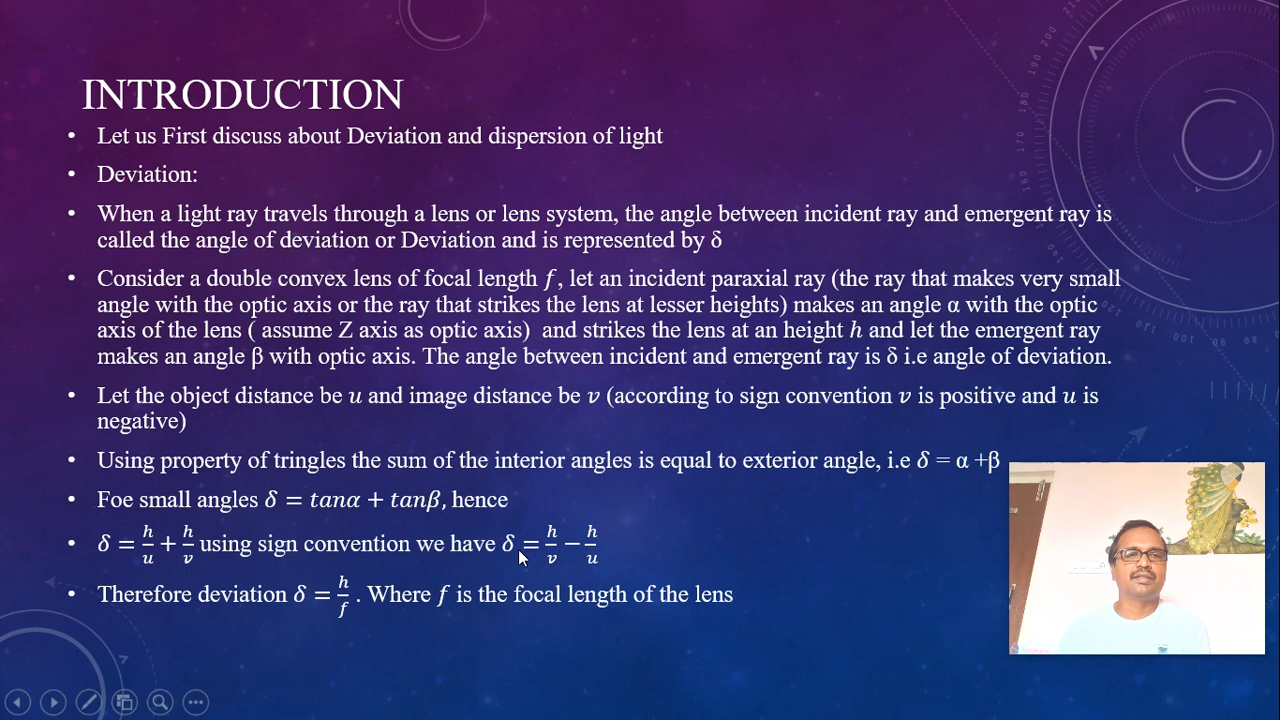 INTRODUCTION
• Let us First discuss about Deviation and dispersion of light
• Deviation:
• When a light ray travels through a lens or lens system, the angle between incident ray and emergent ray is
called the angle of deviation or Deviation and is represented by δ
• Consider a double convex lens of focal length f, let an incident paraxial ray (the ray that makes very small
angle with the optic axis or the ray that strikes the lens at lesser heights) makes an angle α with the optic
axis of the lens ( assume Z axis as optic axis) and strikes the lens at an height h and let the emergent ray
makes an angle β with optic axis. The angle between incident and emergent ray is δ i.e angle of deviation.
• Let the object distance be u and image distance be v (according to sign convention v is positive and u is
negative)
• Using property of tringles the sum of the interior angles is equal to exterior angle, i.e δ = α +β
• Foe small angles δ = tanα + tanβ, hence
• δ = h/u + h/v using sign convention we have δ = h/v − h/u
• Therefore deviation δ = h/f . Where f is the focal length of the lens
210
200
190
180
170
160
100
90
80